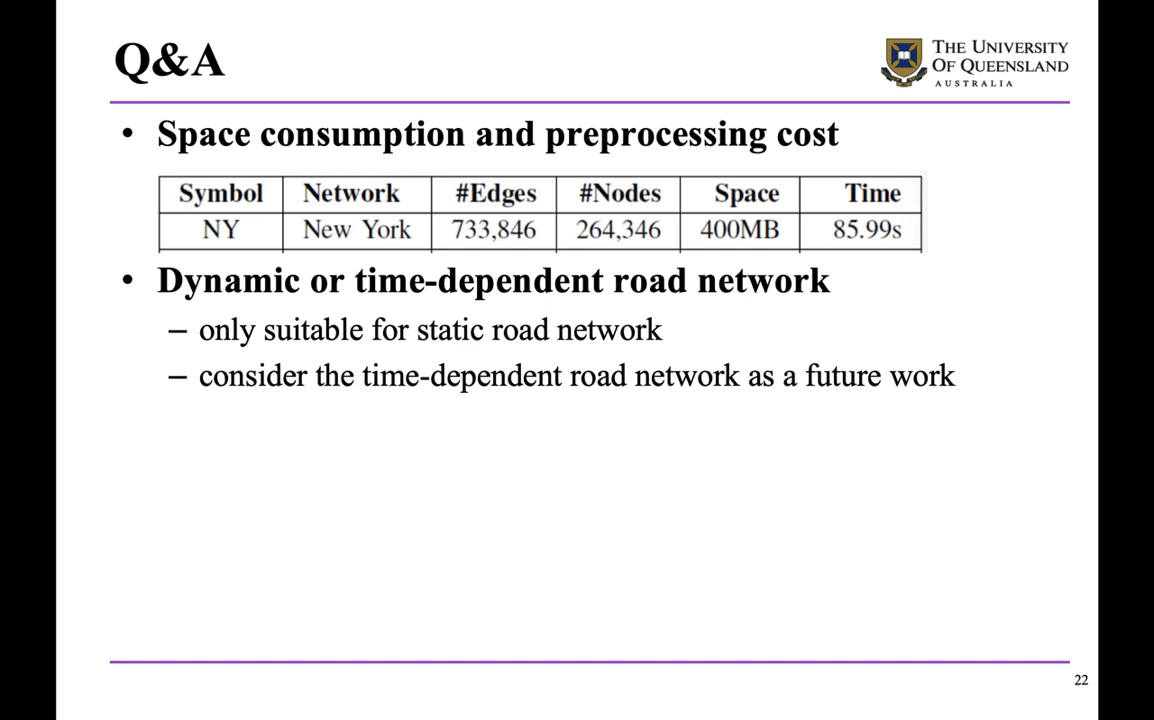 Q&A
THE UNIVERSITY
OF QUEENSLAND
AUSTRALIA
• Space consumption and preprocessing cost
Symbol Network #Edges #Nodes Space Time
NY New York 733,846 264,346 400MB 85.99s
• Dynamic or time-dependent road network
– only suitable for static road network
– consider the time-dependent road network as a future work
22